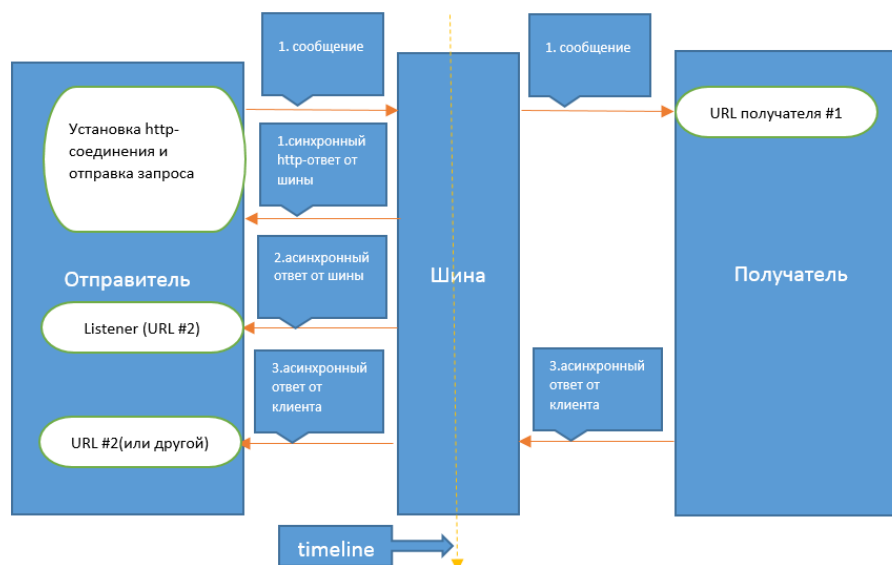 1. сообщение
1. сообщение
Установка http-
соединения и
отправка запроса
URL получателя #1
1.синхронный
http-ответ от
шины
2.асинхронный
ответ от шины
Отправитель
Шина
Получатель
Listener (URL #2)
3.асинхронный
ответ от
клиента
3.асинхронный
ответ от
клиента
URL #2(или другой)
timeline